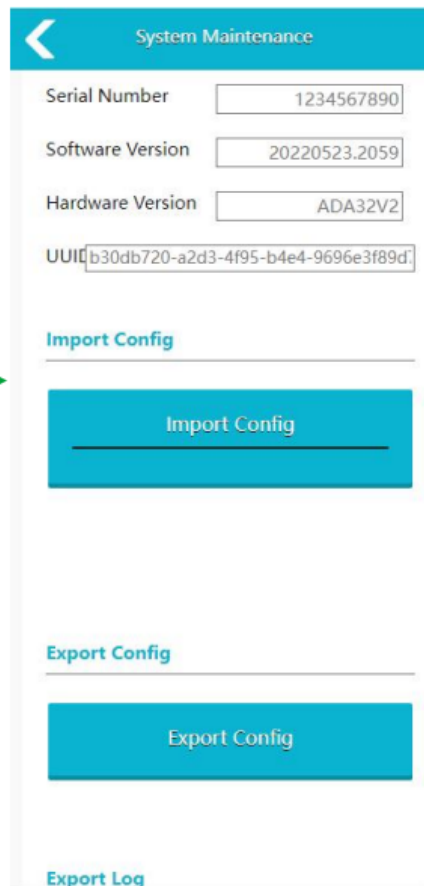 System Maintenance
Serial Number 1234567890
Software Version 20220523.2059
Hardware Version ADA32V2
UUID b30db720-a2d3-4f95-b4e4-9696e3f89d
Import Config
Import Config
Export Config
Export Config
Export Log